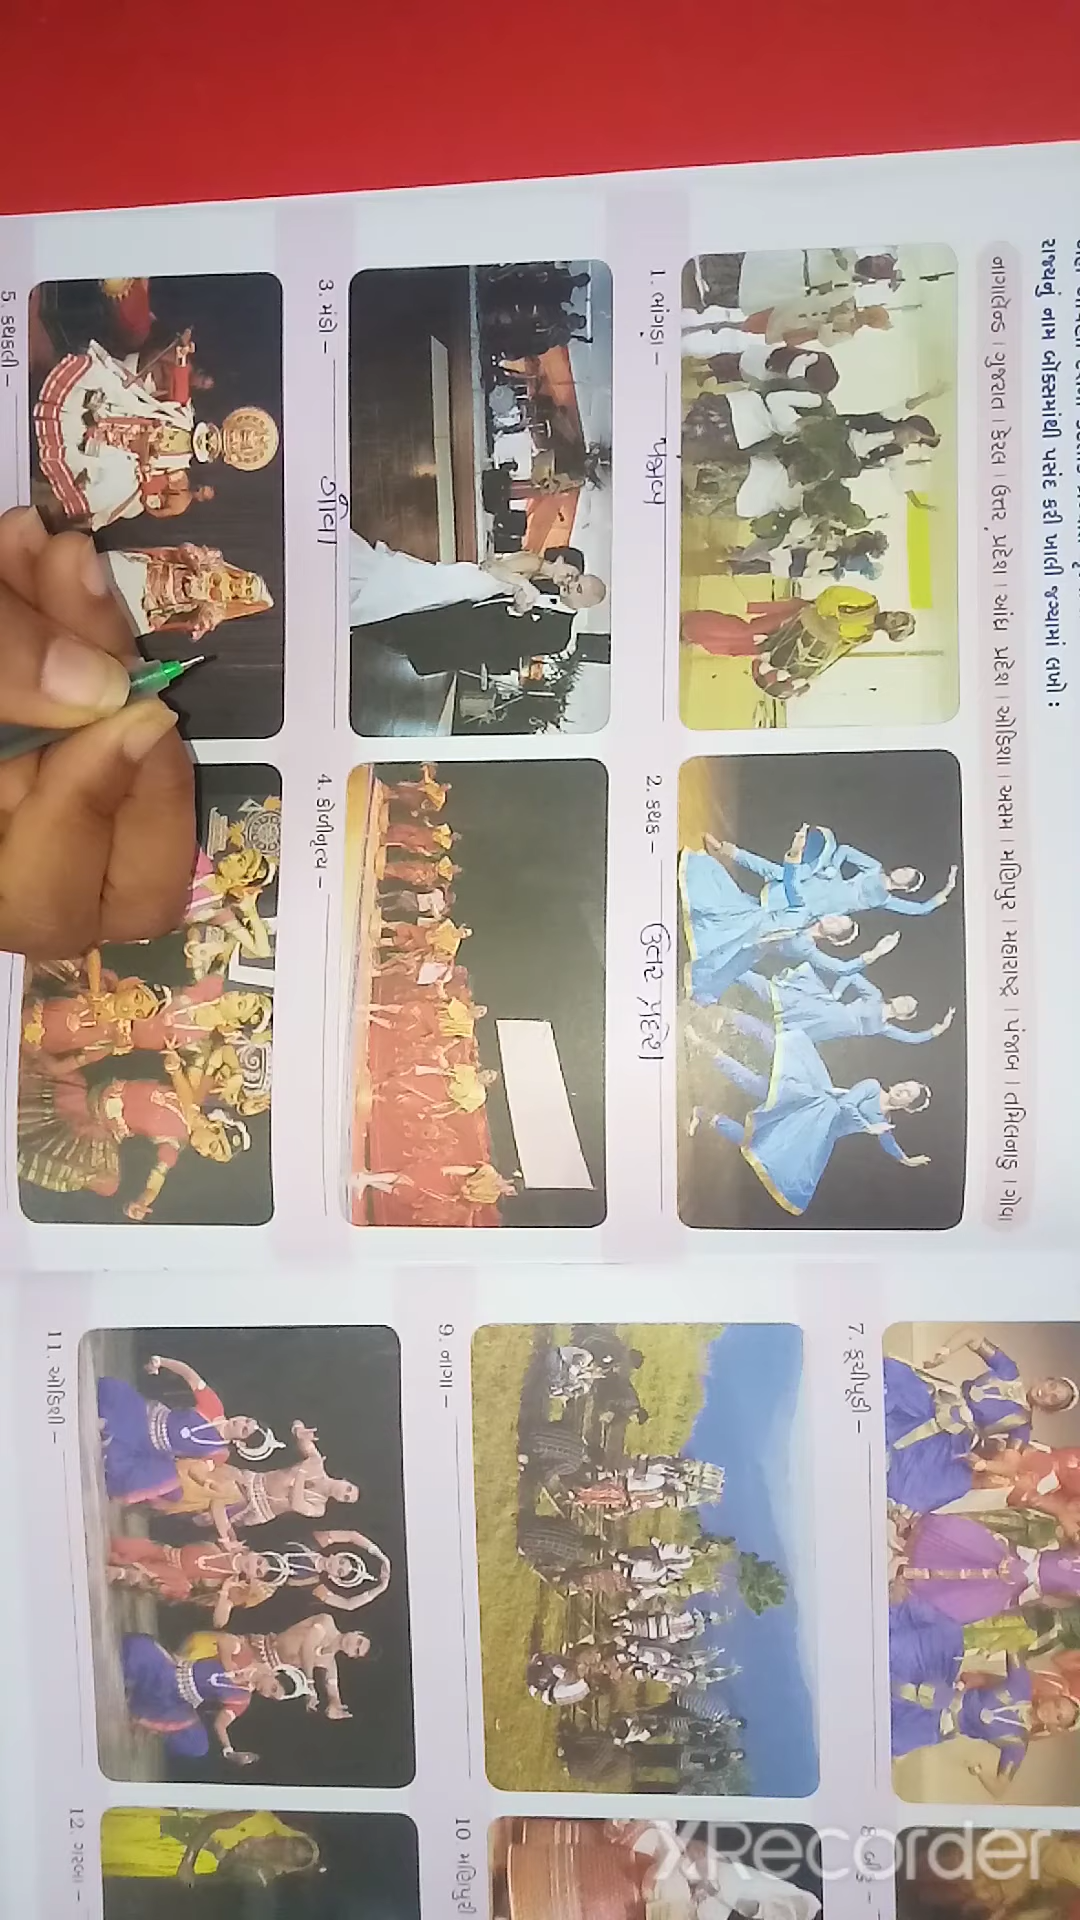 રાજ્યનું નામ બોક્સમાંથી પસંદ કરી ખાલી જગ્યામાં લખો :
નાગાલેન્ડ । ગુજરાત । કેરલ । ઉત્તર પ્રદેશ । આંધ્ર પ્રદેશ । ઓડિશા । અસમ । મણિપુર । મહારાષ્ટ્ર । પંજાબ । તમિલનાડુ । ગોવા
1. ભાંગડા – પંજાબ
2. કથક – ઉત્તર પ્રદેશ
3. મંડો – ગોવા
4. કોળીનૃત્ય –
5. કથકલી –
7. કૂચીપૂડી –
8. બીહુ –
9. નાગા –
10 મણિપુરી
11. ઓડિશી –
12 ગરબા –
XRecorder